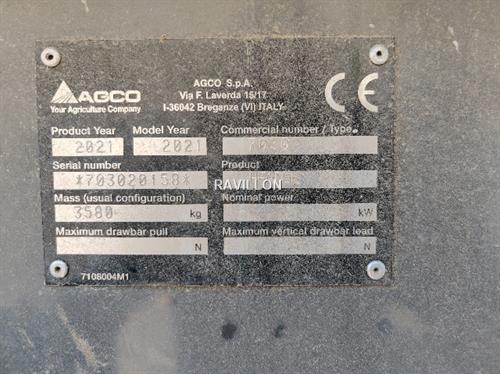 AGCO
Your Agriculture Company
AGCO S.p.A.
Via F. Laverda 15/17
I-36042 Breganze (VI) ITALY
CE
Product Year Model Year Commercial number / Type
2021 2021
Serial number Product
*703020158*
RAVILLON
Mass (usual configuration) Nominal power
3580 kg kW
Maximum drawbar pull Maximum vertical drawbar load
N N
7108004M1